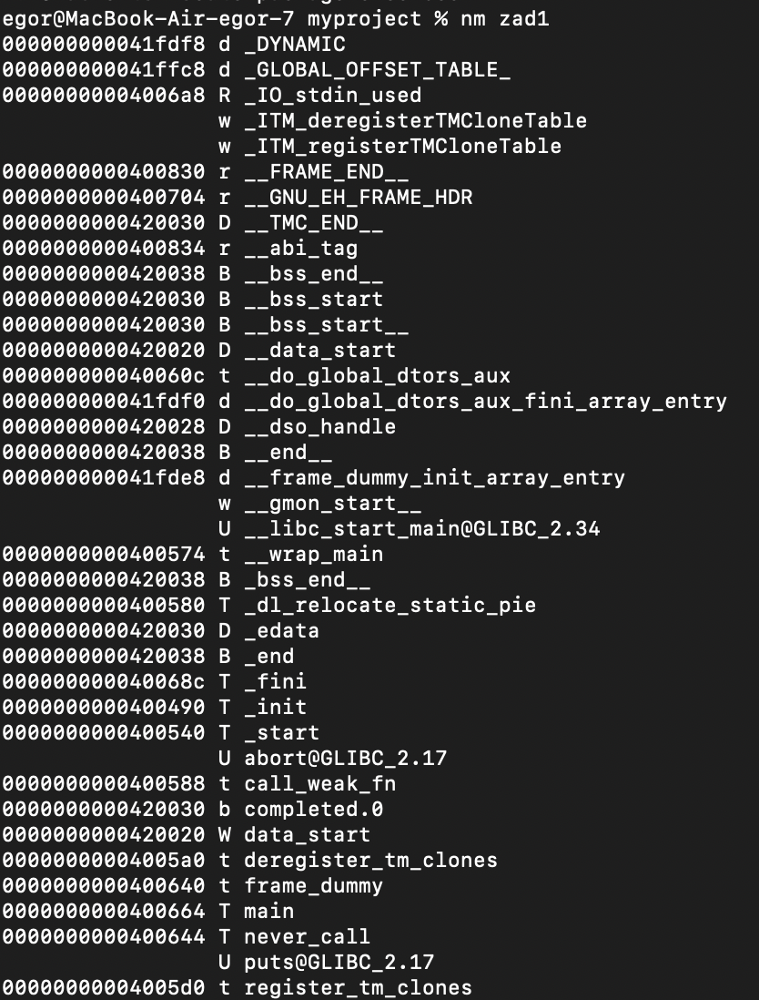 egor@MacBook-Air-egor-7 myproject % nm zad1
000000000041fdf8 d _DYNAMIC
000000000041ffc8 d _GLOBAL_OFFSET_TABLE_
00000000004006a8 R _IO_stdin_used
w _ITM_deregisterTMCloneTable
w _ITM_registerTMCloneTable
0000000000400830 r __FRAME_END__
0000000000400704 r __GNU_EH_FRAME_HDR
0000000000420030 D __TMC_END__
0000000000400834 r __abi_tag
0000000000420038 B __bss_end__
0000000000420030 B __bss_start
0000000000420030 B __bss_start__
0000000000420020 D __data_start
000000000040060c t __do_global_dtors_aux
000000000041fdf0 d __do_global_dtors_aux_fini_array_entry
0000000000420028 D __dso_handle
0000000000420038 B __end__
000000000041fde8 d __frame_dummy_init_array_entry
w __gmon_start__
U __libc_start_main@GLIBC_2.34
0000000000400574 t __wrap_main
0000000000420038 B _bss_end__
0000000000400580 T _dl_relocate_static_pie
0000000000420030 D _edata
0000000000420038 B _end
000000000040068c T _fini
0000000000400490 T _init
0000000000400540 T _start
U abort@GLIBC_2.17
0000000000400588 t call_weak_fn
0000000000420030 b completed.0
0000000000420020 W data_start
00000000004005a0 t deregister_tm_clones
0000000000400640 t frame_dummy
0000000000400664 T main
0000000000400644 T never_call
U puts@GLIBC_2.17
00000000004005d0 t register_tm_clones